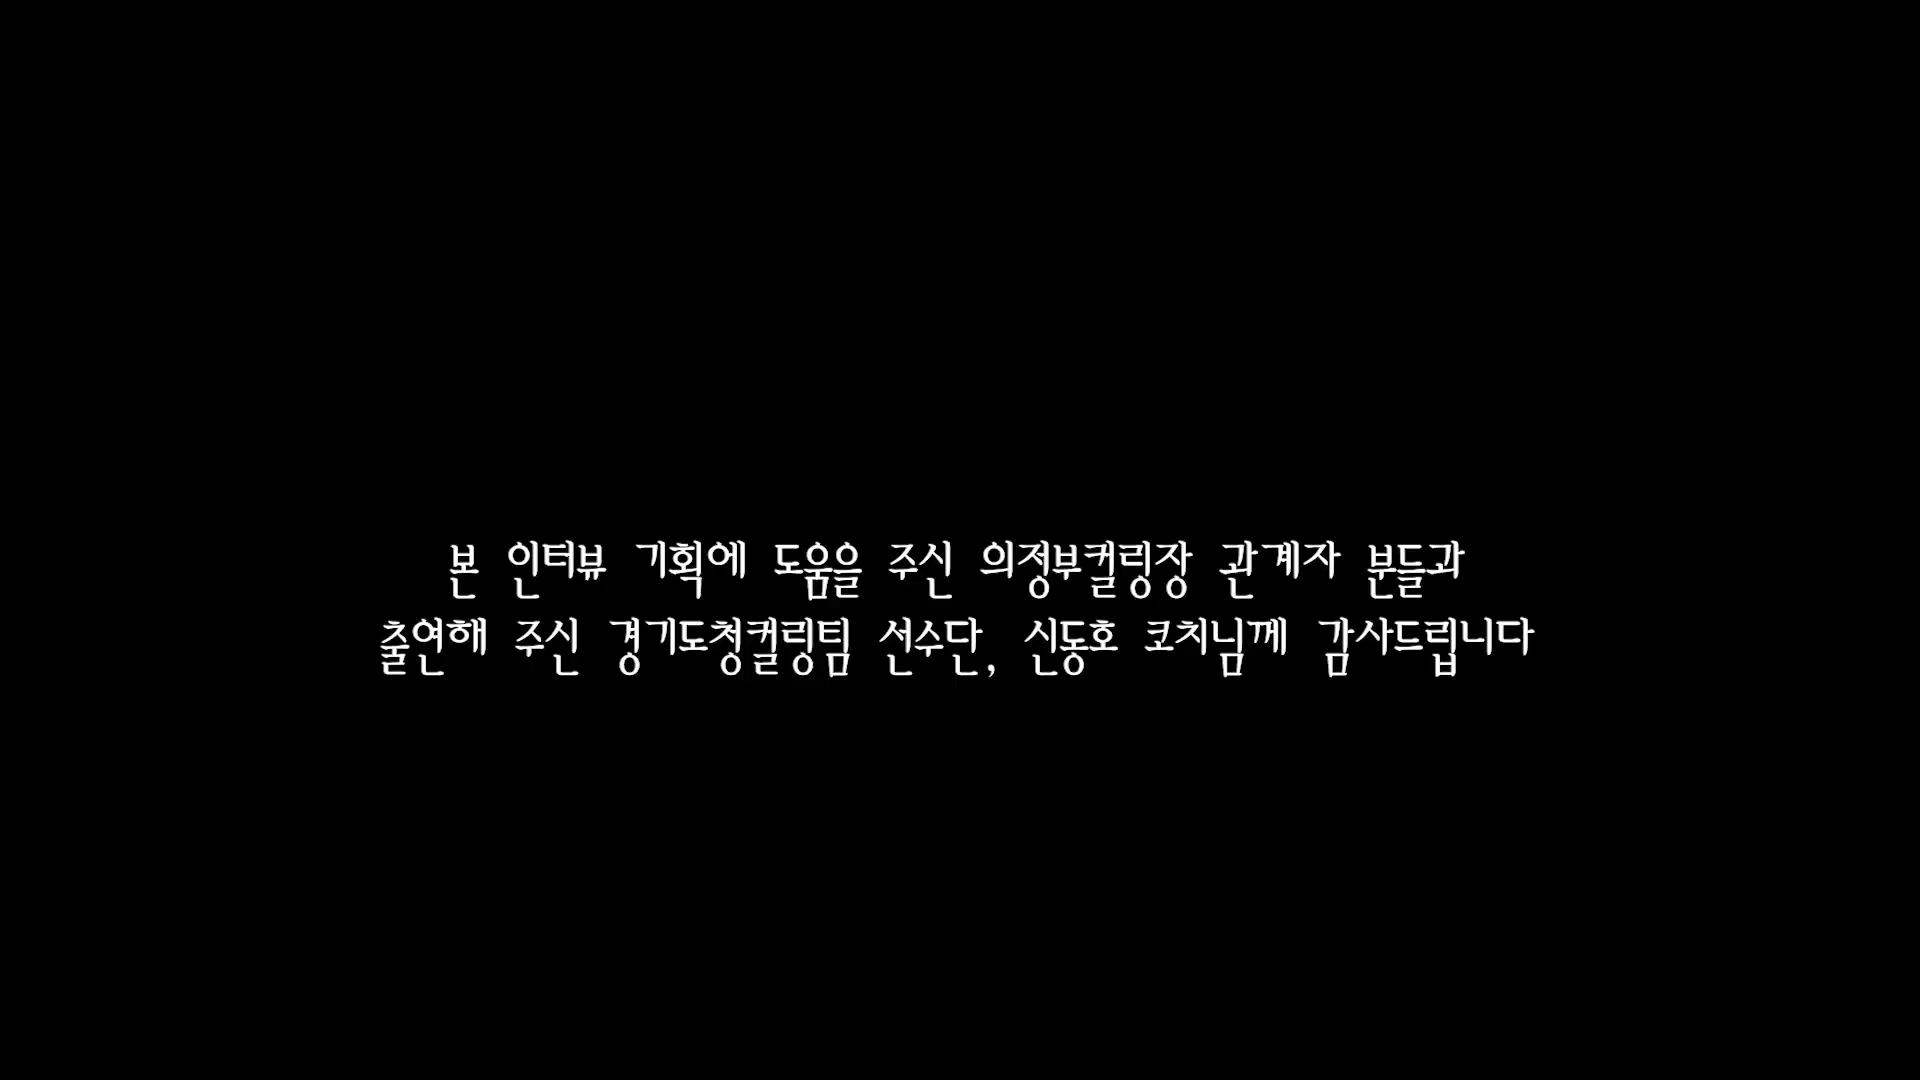 본 인터뷰 기획에 도움을 주신 의정부컬링장 관계자 분들과
출연해 주신 경기도청컬링팀 선수단, 신동호 코치님께 감사드립니다